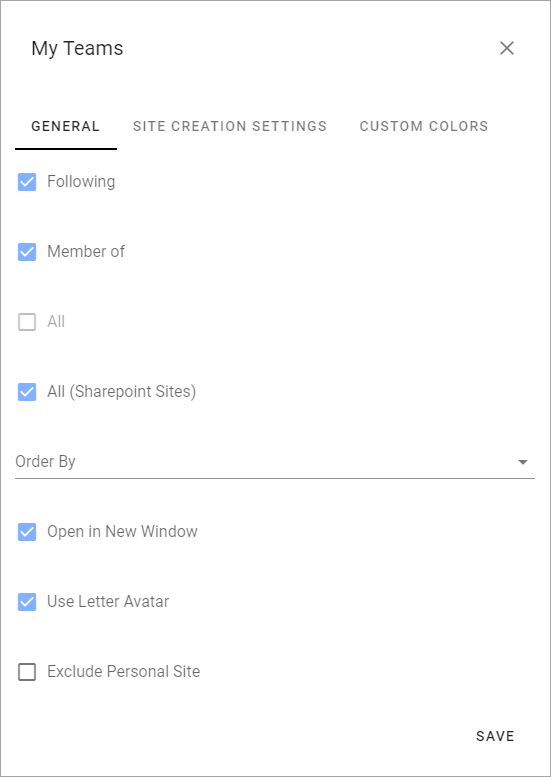 My Teams
GENERAL SITE CREATION SETTINGS CUSTOM COLORS
Following
Member of
All
All (Sharepoint Sites)
Order By
Open in New Window
Use Letter Avatar
Exclude Personal Site
SAVE